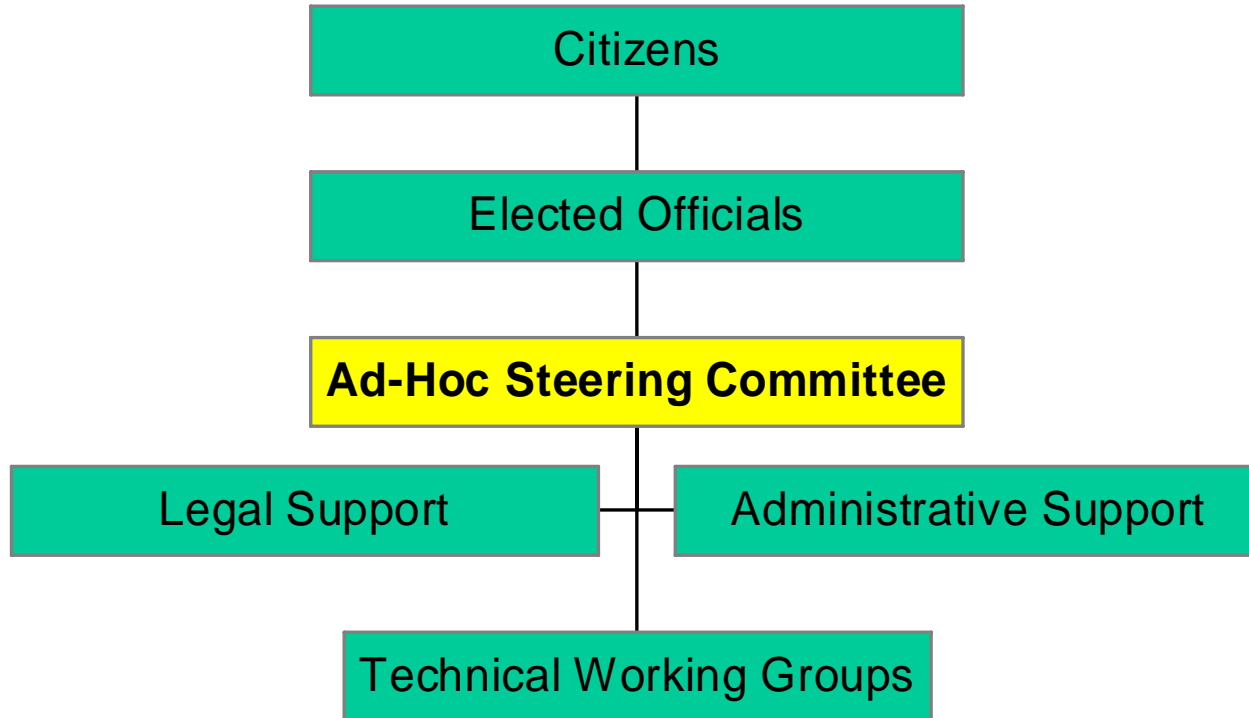 Citizens
Elected Officials
Ad-Hoc Steering Committee
Legal Support
Administrative Support
Technical Working Groups